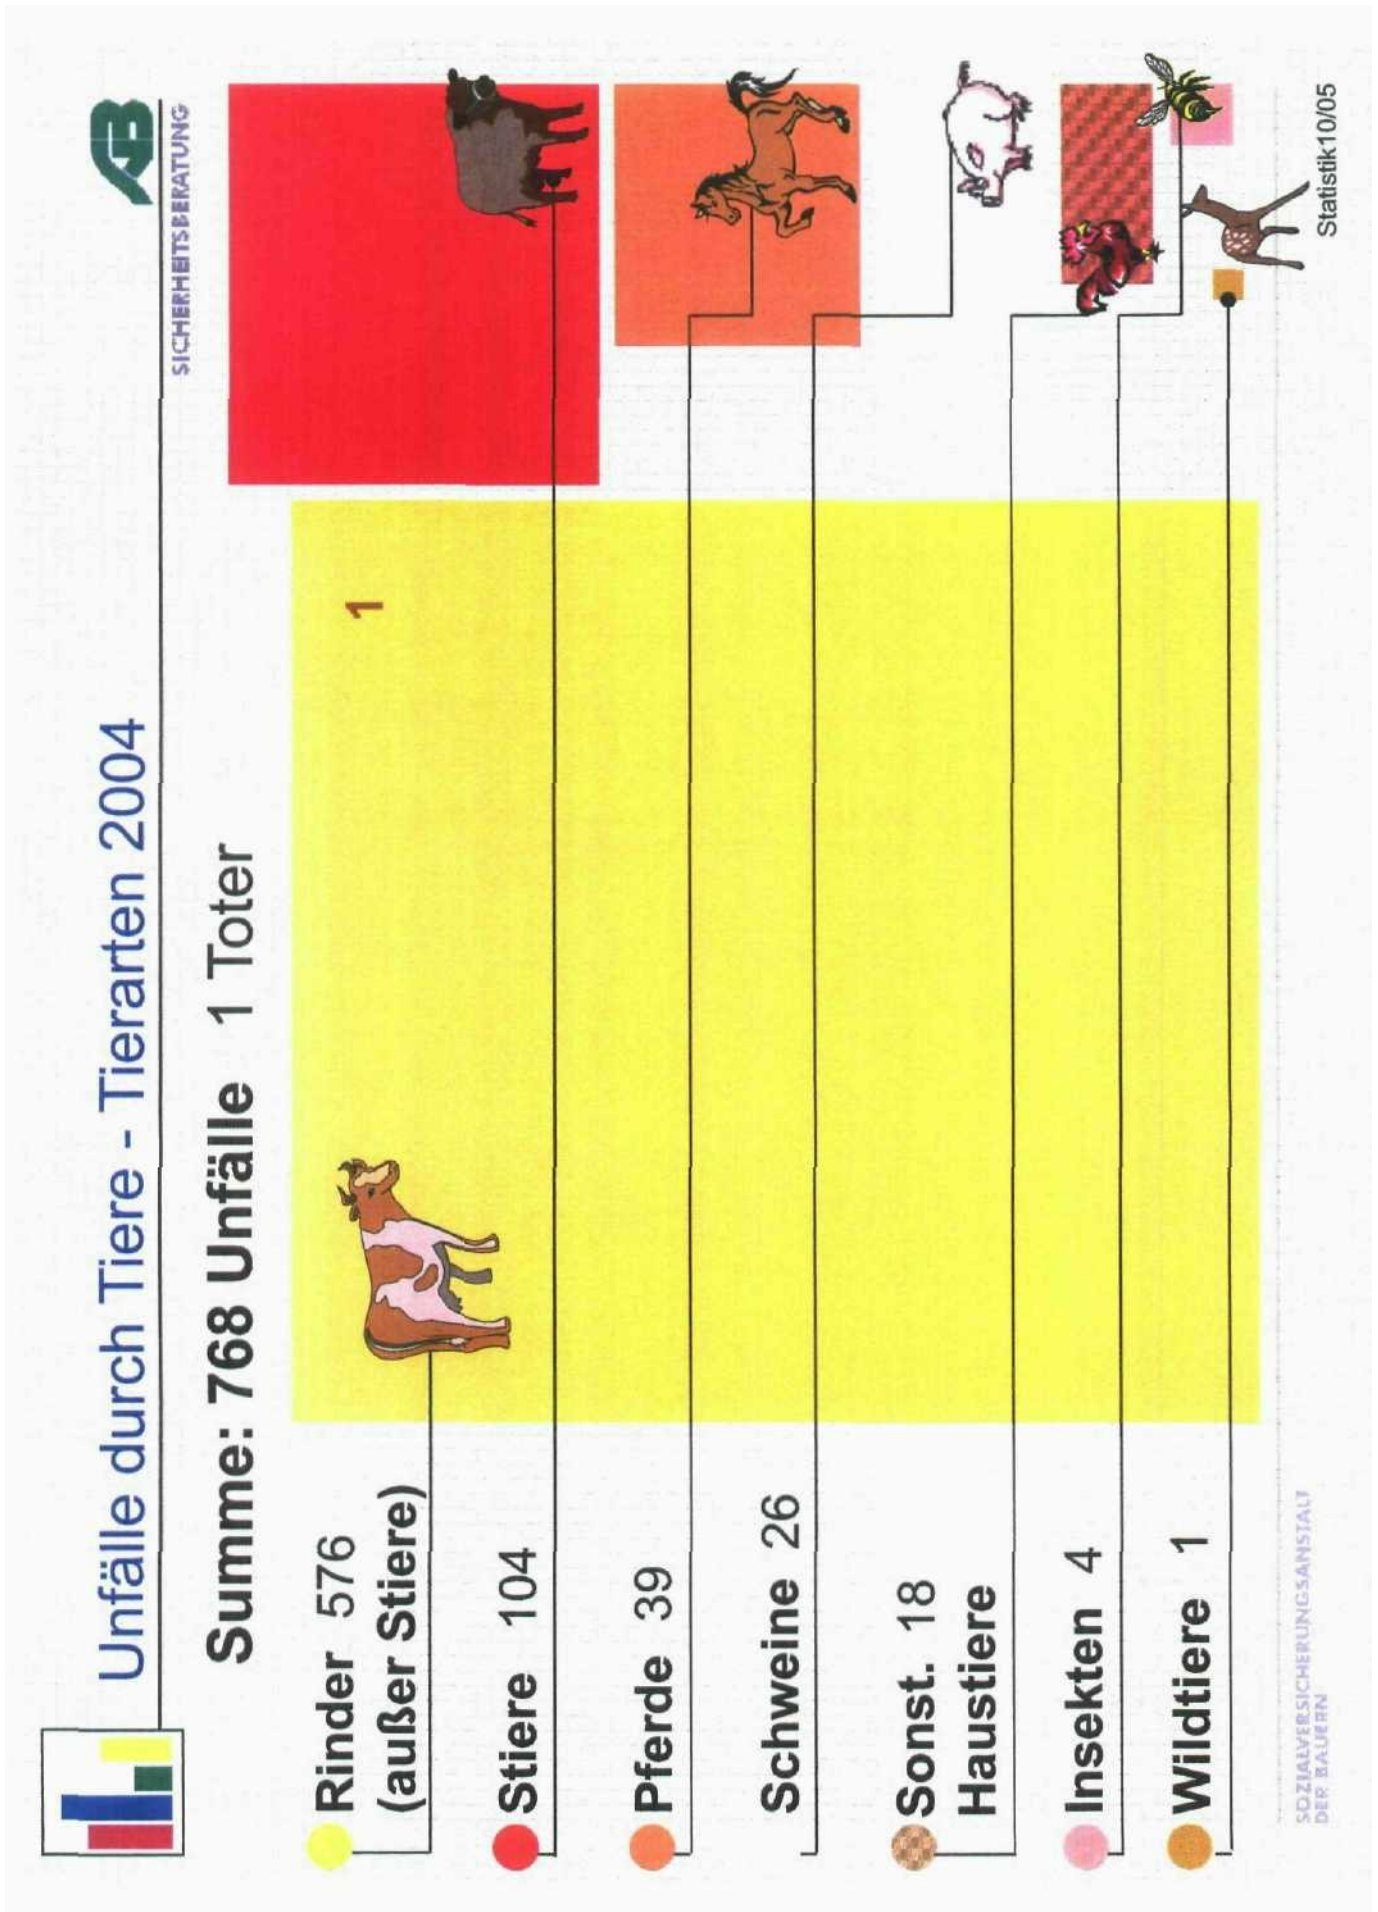 Unfälle durch Tiere - Tierarten 2004
SICHERHEITSBERATUNG
Summe: 768 Unfälle 1 Toter
Rinder 576
(außer Stiere)
1
Stiere 104
Pferde 39
Schweine 26
Sonst. 18
Haustiere
Insekten 4
Wildtiere 1
SOZIALVERSICHERUNGSANSTALT
DER BAUERN
Statistik10/05